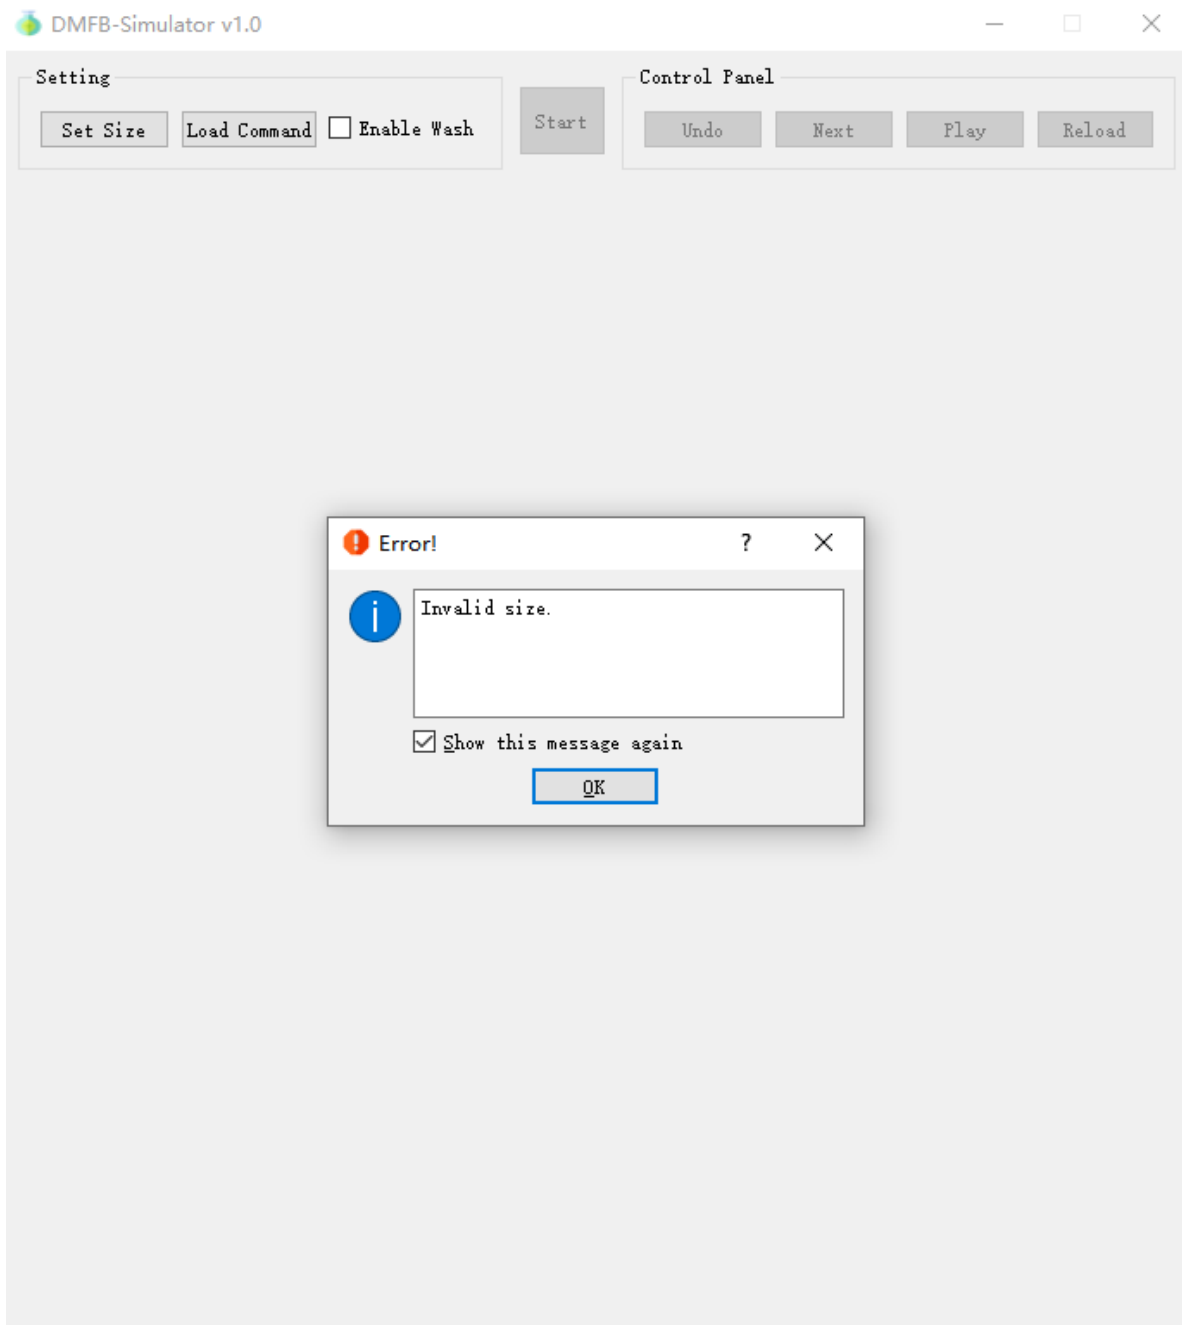 DMFB-Simulator v1.0
Setting
Control Panel
Set Size
Load Command
Enable Wash
Start
Undo
Next
Play
Reload
Error!
?
Invalid size.
Show this message again
OK